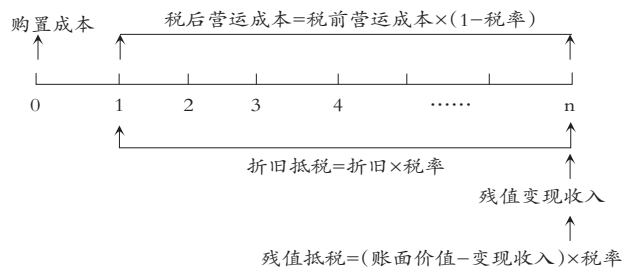 购置成本
税后营运成本=税前营运成本×(1-税率)
0 1 2 3 4 …… n
折旧抵税=折旧×税率
残值变现收入
残值抵税=(账面价值-变现收入)×税率